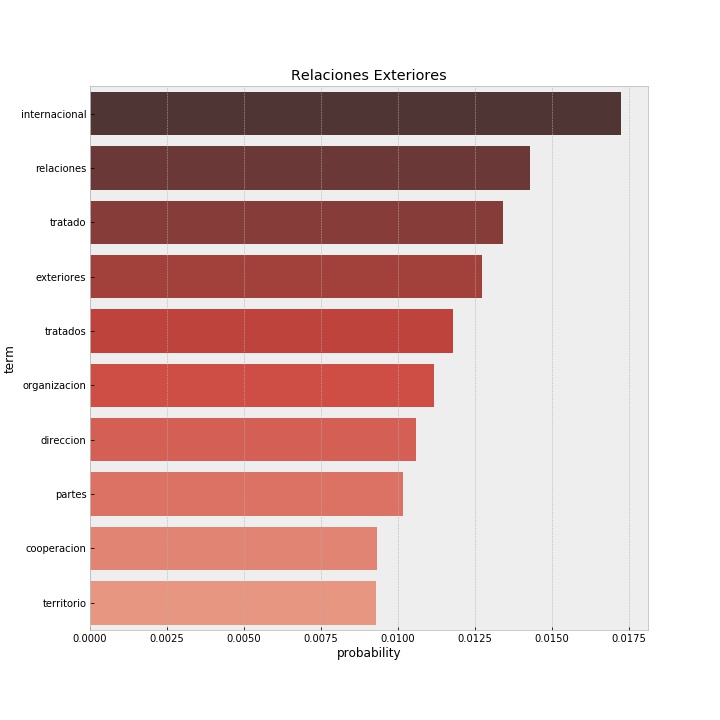 Relaciones Exteriores
internacional
relaciones
tratado
exteriores
tratados
organizacion
direccion
partes
cooperacion
territorio
term
0.0000 0.0025 0.0050 0.0075 0.0100 0.0125 0.0150 0.0175
probability